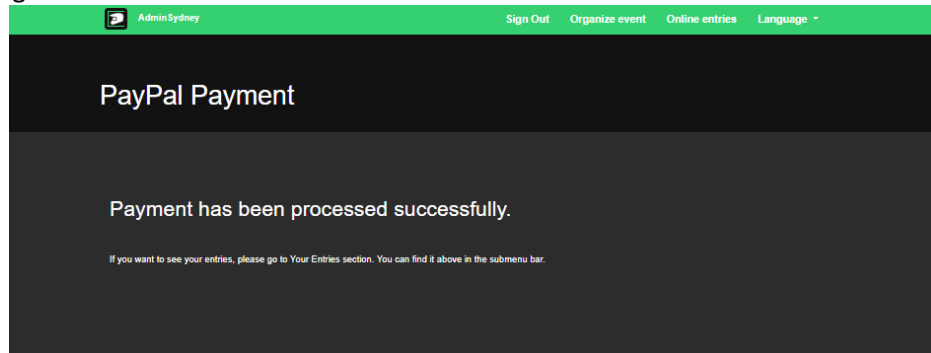 AdminSydney Sign Out Organize event Online entries Language
PayPal Payment
Payment has been processed successfully.
If you want to see your entries, please go to Your Entries section. You can find it above in the submenu bar.